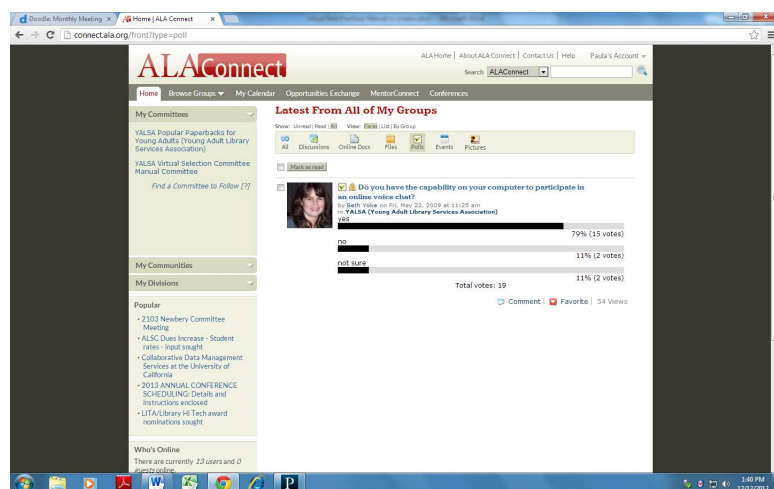 Doodle: Monthly Meeting
Home | ALA Connect
connect.ala.org/front?type=poll
ALA Home | About ALA Connect | Contact Us | Help Paula's Account
ALAConnect
Search ALAConnect
Home Browse Groups My Calendar Opportunities Exchange MentorConnect Conferences
My Committees
YALSA Popular Paperbacks for
Young Adults (Young Adult Library
Services Association)
YALSA Virtual Selection Committee
Manual Committee
Find a Committee to Follow [?]
My Communities
My Divisions
Popular
• 2103 Newbery Committee
Meeting
• ALSC Dues Increase - Student
rates - input sought
• Collaborative Data Management
Services at the University of
California
• 2013 ANNUAL CONFERENCE
SCHEDULING: Details and
Instructions enclosed
• LITA/Library Hi Tech award
nominations sought
Who's Online
There are currently 13 users and 0
guests online.
Latest From All of My Groups
Show: Unread | Read | All View: Faces | List | By Group
All Discussions Online Docs Files Polls Events Pictures
Mark as read
Do you have the capability on your computer to participate in
an online voice chat?
by Beth Yoke on Fri, May 22, 2009 at 11:25 am
in YALSA (Young Adult Library Services Association)
yes
79% (15 votes)
no
11% (2 votes)
not sure
11% (2 votes)
Total votes: 19
Comment | Favorite | 54 Views
1:40 PM
12/12/2012